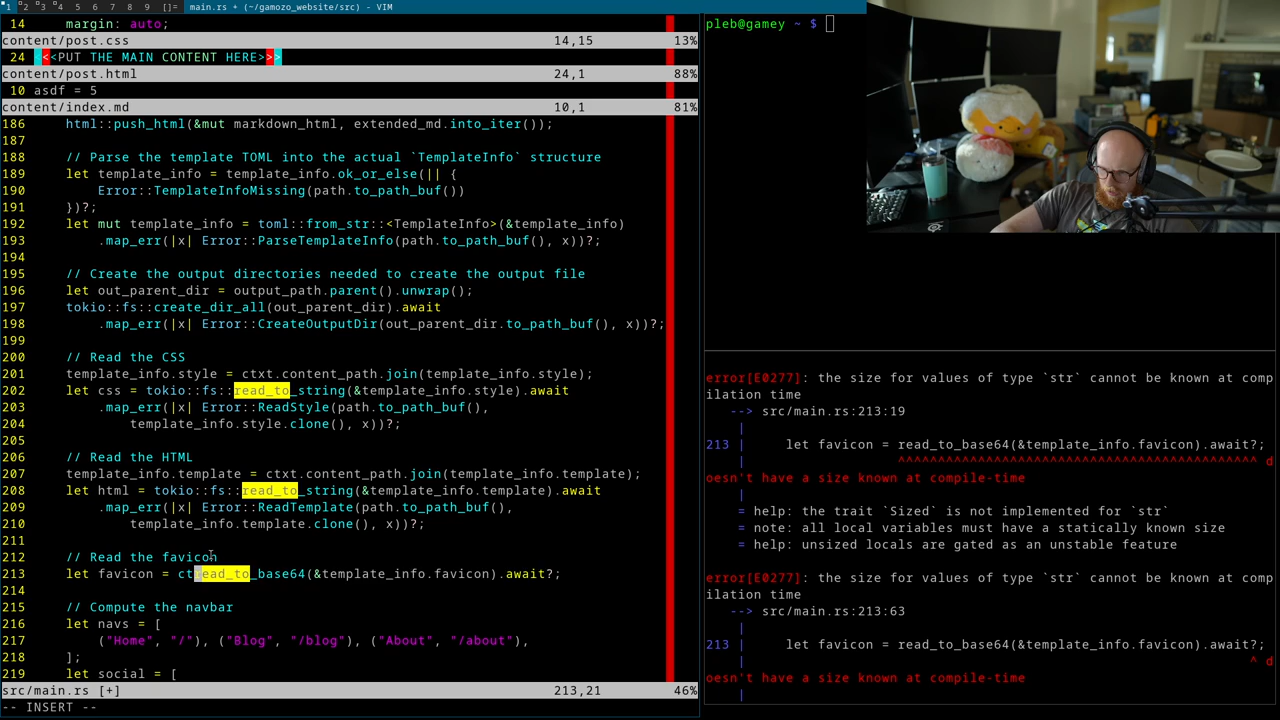 1 2 3 4 5 6 7 8 9 []= main.rs + (~/gamozo_website/src) - VIM
14 margin: auto;
content/post.css 14,15 13%
24 <<<PUT THE MAIN CONTENT HERE>>>
content/post.html 24,1 88%
10 asdf = 5
content/index.md 10,1 81%
186 html::push_html(&mut markdown_html, extended_md.into_iter());
187
188 // Parse the template TOML into the actual `TemplateInfo` structure
189 let template_info = template_info.ok_or_else(|| {
190 Error::TemplateInfoMissing(path.to_path_buf())
191 })?;
192 let mut template_info = toml::from_str::<TemplateInfo>(&template_info)
193 .map_err(|x| Error::ParseTemplateInfo(path.to_path_buf(), x))?;
194
195 // Create the output directories needed to create the output file
196 let out_parent_dir = output_path.parent().unwrap();
197 tokio::fs::create_dir_all(out_parent_dir).await
198 .map_err(|x| Error::CreateOutputDir(out_parent_dir.to_path_buf(), x))?;
199
200 // Read the CSS
201 template_info.style = ctxt.content_path.join(template_info.style);
202 let css = tokio::fs::read_to_string(&template_info.style).await
203 .map_err(|x| Error::ReadStyle(path.to_path_buf(),
204 template_info.style.clone(), x))?;
205
206 // Read the HTML
207 template_info.template = ctxt.content_path.join(template_info.template);
208 let html = tokio::fs::read_to_string(&template_info.template).await
209 .map_err(|x| Error::ReadTemplate(path.to_path_buf(),
210 template_info.template.clone(), x))?;
211
212 // Read the favicon
213 let favicon = ctread_to_base64(&template_info.favicon).await?;
214
215 // Compute the navbar
216 let navs = [
217 ("Home", "/"), ("Blog", "/blog"), ("About", "/about"),
218 ];
219 let social = [
src/main.rs [+] 213,21 46%
-- INSERT --
pleb@gamey ~ $
error[E0277]: the size for values of type `str` cannot be known at comp
ilation time
--> src/main.rs:213:19
|
213 | let favicon = read_to_base64(&template_info.favicon).await?;
| ^^^^^^^^^^^^^^^^^^^^^^^^^^^^^^^^^^^^^^^^^^^^^ d
oesn't have a size known at compile-time
|
= help: the trait `Sized` is not implemented for `str`
= note: all local variables must have a statically known size
= help: unsized locals are gated as an unstable feature
error[E0277]: the size for values of type `str` cannot be known at comp
ilation time
--> src/main.rs:213:63
|
213 | let favicon = read_to_base64(&template_info.favicon).await?;
| ^ d
oesn't have a size known at compile-time
|